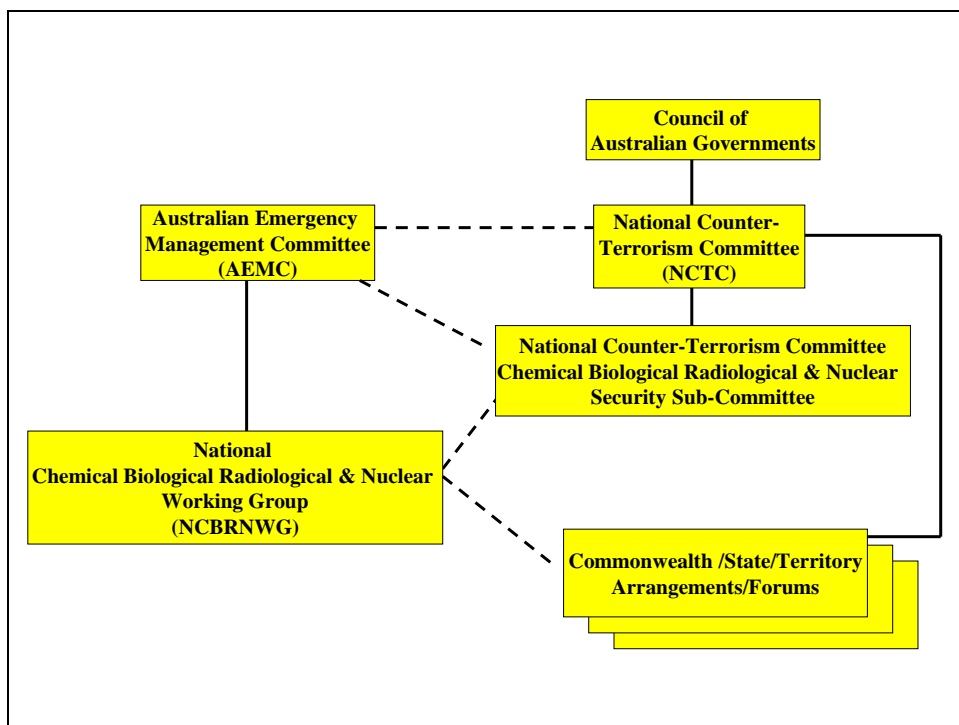 Council of
Australian Governments
Australian Emergency
Management Committee
(AEMC)
National Counter-
Terrorism Committee
(NCTC)
National Counter-Terrorism Committee
Chemical Biological Radiological & Nuclear
Security Sub-Committee
National
Chemical Biological Radiological & Nuclear
Working Group
(NCBRNWG)
Commonwealth /State/Territory
Arrangements/Forums